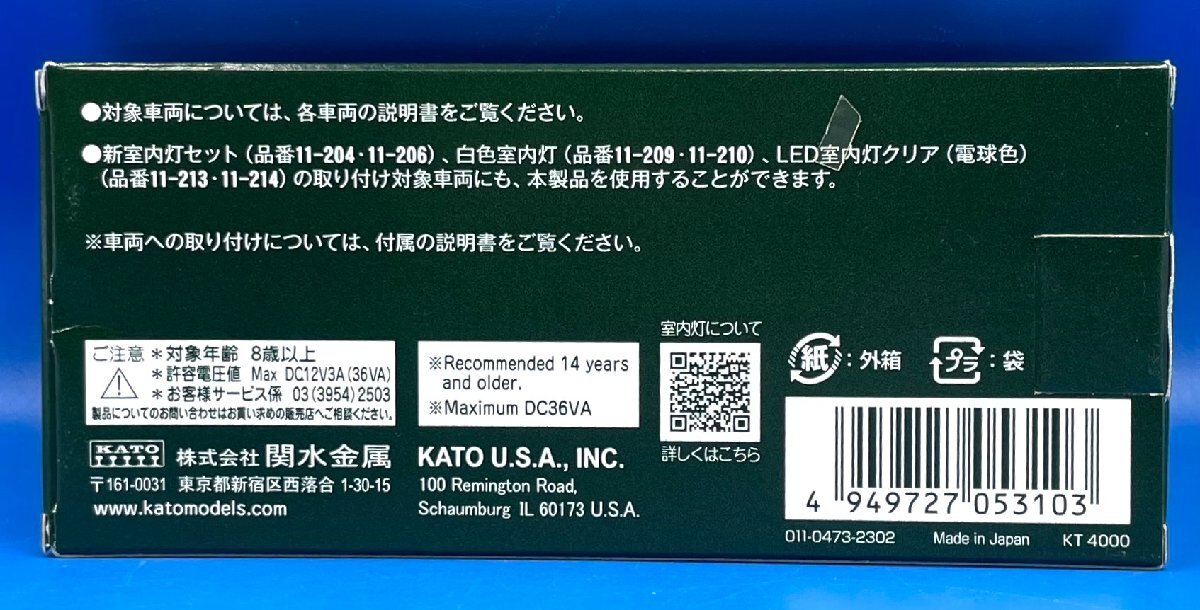 ●対象車両については、各車両の説明書をご覧ください。
●新室内灯セット（品番11-204・11-206）、白色室内灯（品番11-209・11-210）、LED室内灯クリア（電球色）
（品番11-213・11-214）の取り付け対象車両にも、本製品を使用することができます。
※車両への取り付けについては、付属の説明書をご覧ください。
ご注意 ＊対象年齢 8歳以上
＊許容電圧値 Max DC12V3A(36VA)
＊お客様サービス係 03(3954)2503
製品についてのお問い合わせはお買い求めの販売店へご相談ください。
※Recommended 14 years
and older.
※Maximum DC36VA
室内灯について
詳しくはこちら
紙：外箱
プラ：袋
KATO 株式会社 関水金属
〒161-0031 東京都新宿区西落合 1-30-15
www.katomodels.com
KATO U.S.A., INC.
100 Remington Road,
Schaumburg IL 60173 U.S.A.
4 949727 053103
011-0473-2302 Made in Japan KT 4000